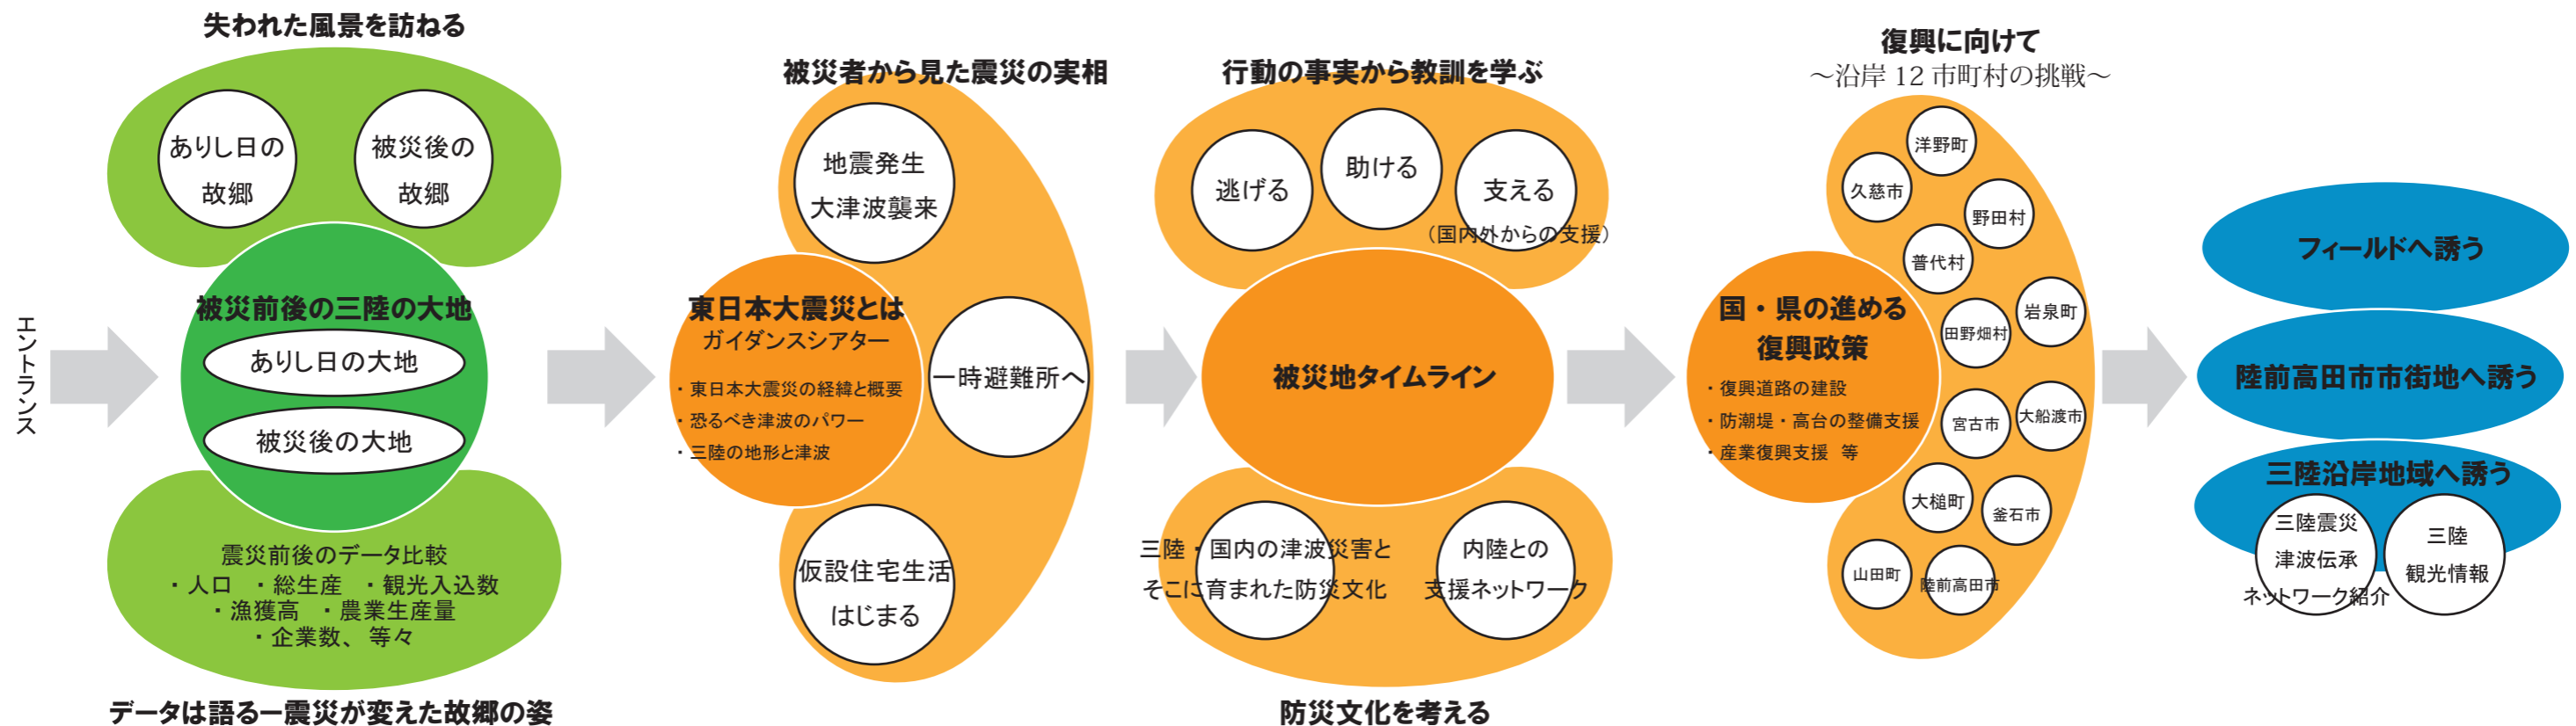 エントランス
失われた風景を訪ねる
ありし日の
故郷
被災後の
故郷
被災前後の三陸の大地
ありし日の大地
被災後の大地
震災前後のデータ比較
・人口 ・総生産 ・観光入込数
・漁獲高 ・農業生産量
・企業数、等々
データは語るー震災が変えた故郷の姿
被災者から見た震災の実相
地震発生
大津波襲来
東日本大震災とは
ガイダンスシアター
・東日本大震災の経緯と概要
・恐るべき津波のパワー
・三陸の地形と津波
一時避難所へ
仮設住宅生活
はじまる
行動の事実から教訓を学ぶ
逃げる
助ける
支える
(国内外からの支援)
被災地タイムライン
三陸・国内の津波災害と
そこに育まれた防災文化
内陸との
支援ネットワーク
防災文化を考える
復興に向けて
～沿岸 12 市町村の挑戦～
洋野町
久慈市
野田村
普代村
岩泉町
田野畑村
宮古市
大船渡市
大槌町
釜石市
山田町
陸前高田市
国・県の進める
復興政策
・復興道路の建設
・防潮堤・高台の整備支援
・産業復興支援 等
フィールドへ誘う
陸前高田市市街地へ誘う
三陸沿岸地域へ誘う
三陸震災
津波伝承
ネットワーク紹介
三陸
観光情報